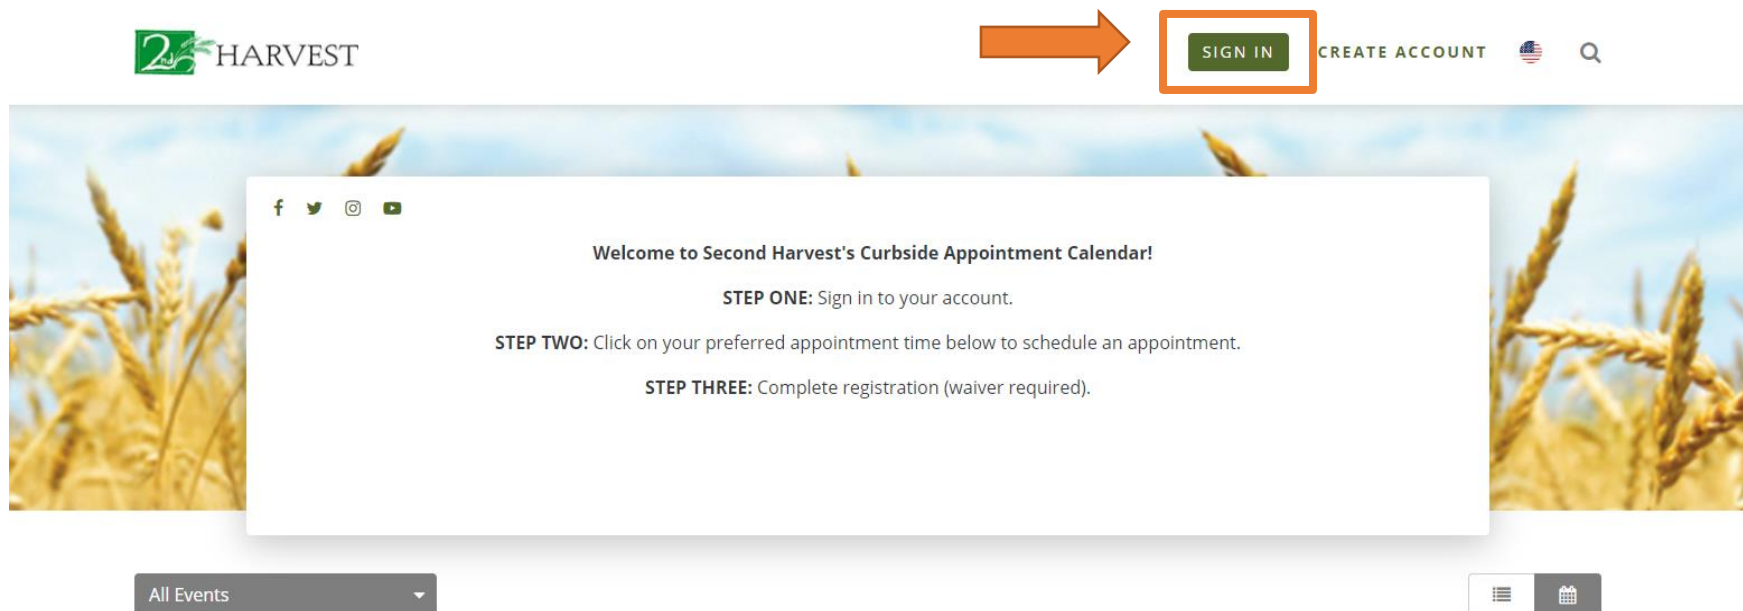 2nd HARVEST
SIGN IN
CREATE ACCOUNT
Welcome to Second Harvest's Curbside Appointment Calendar!
STEP ONE: Sign in to your account.
STEP TWO: Click on your preferred appointment time below to schedule an appointment.
STEP THREE: Complete registration (waiver required).
All Events